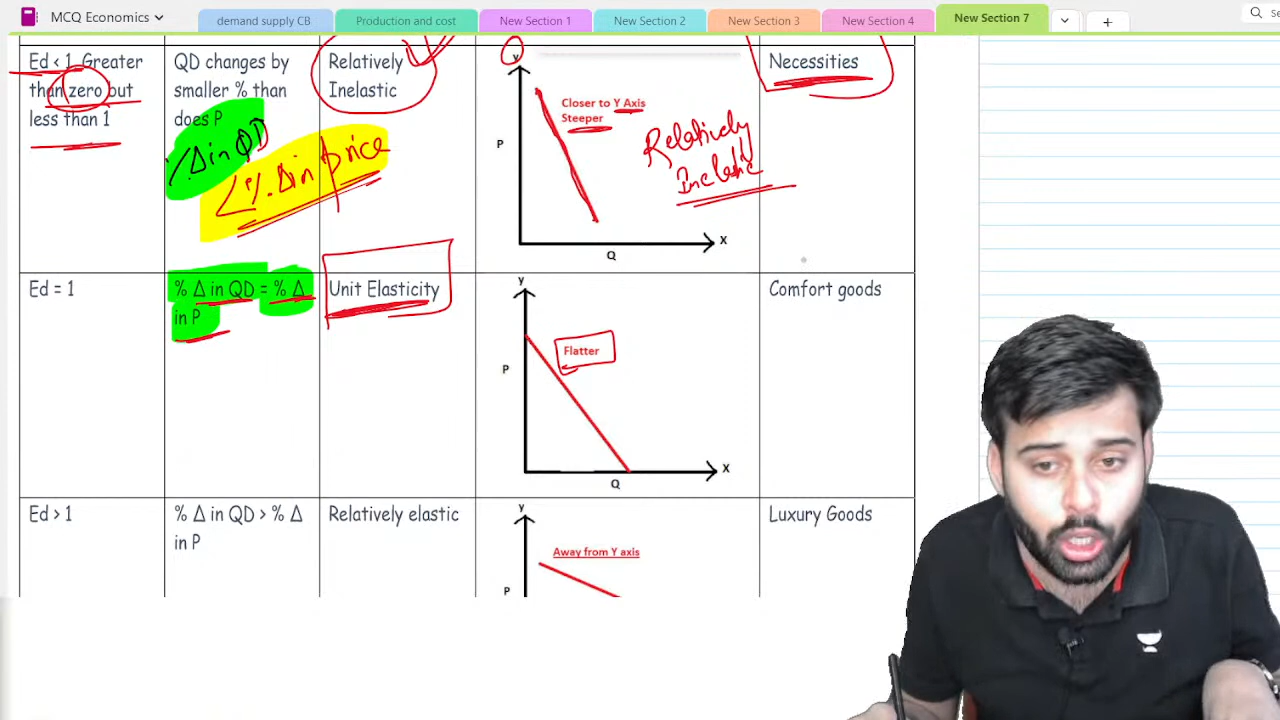 MCQ Economics
demand supply CB
Production and cost
New Section 1
New Section 2
New Section 3
New Section 4
New Section 7
Ed < 1 Greater
than zero but
less than 1
QD changes by
smaller % than
does P
% Δ in QD
< % Δ in price
Relatively
Inelastic
y
Closer to Y Axis
Steeper
P
Relatively
X
Q
Necessities
Ed = 1
% Δ in QD = % Δ
in P
Unit Elasticity
y
Flatter
P
X
Q
Comfort goods
Ed > 1
% Δ in QD > % Δ
in P
Relatively elastic
y
Away from Y axis
P
Luxury Goods